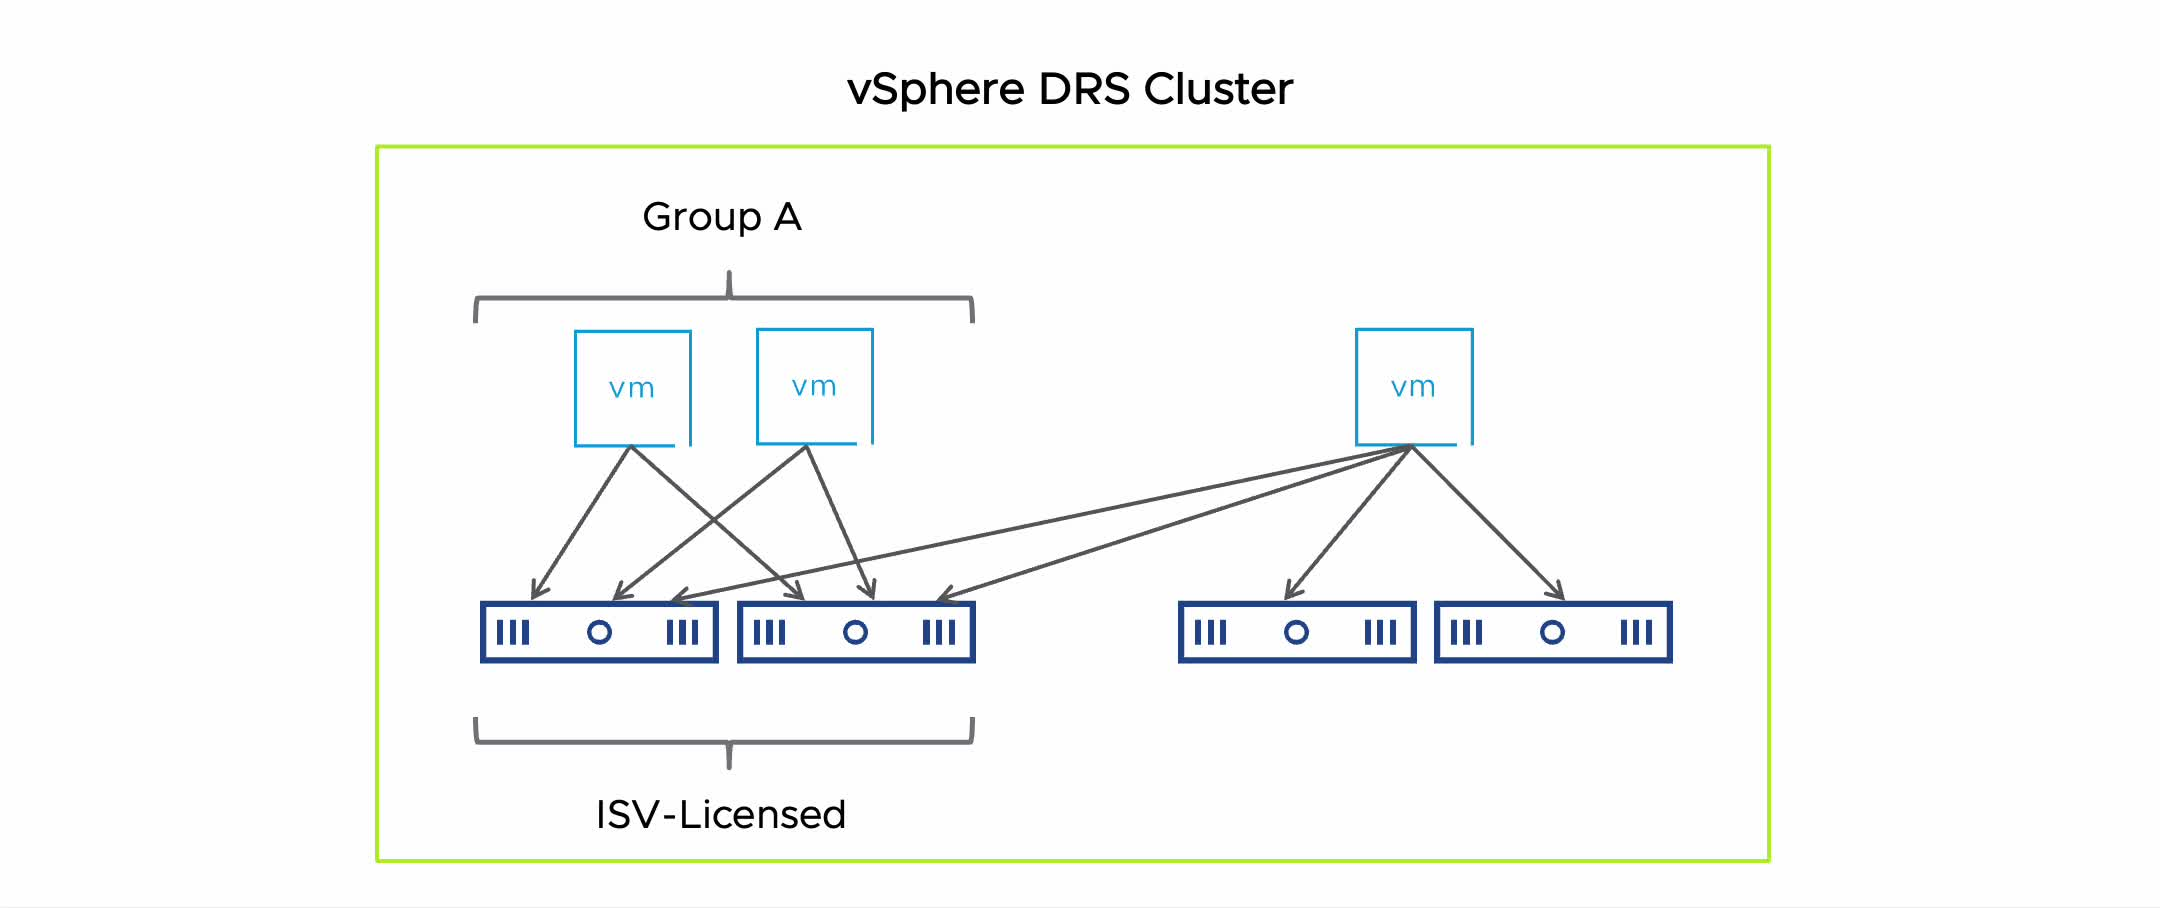 vSphere DRS Cluster
Group A
vm
vm
vm
ISV-Licensed